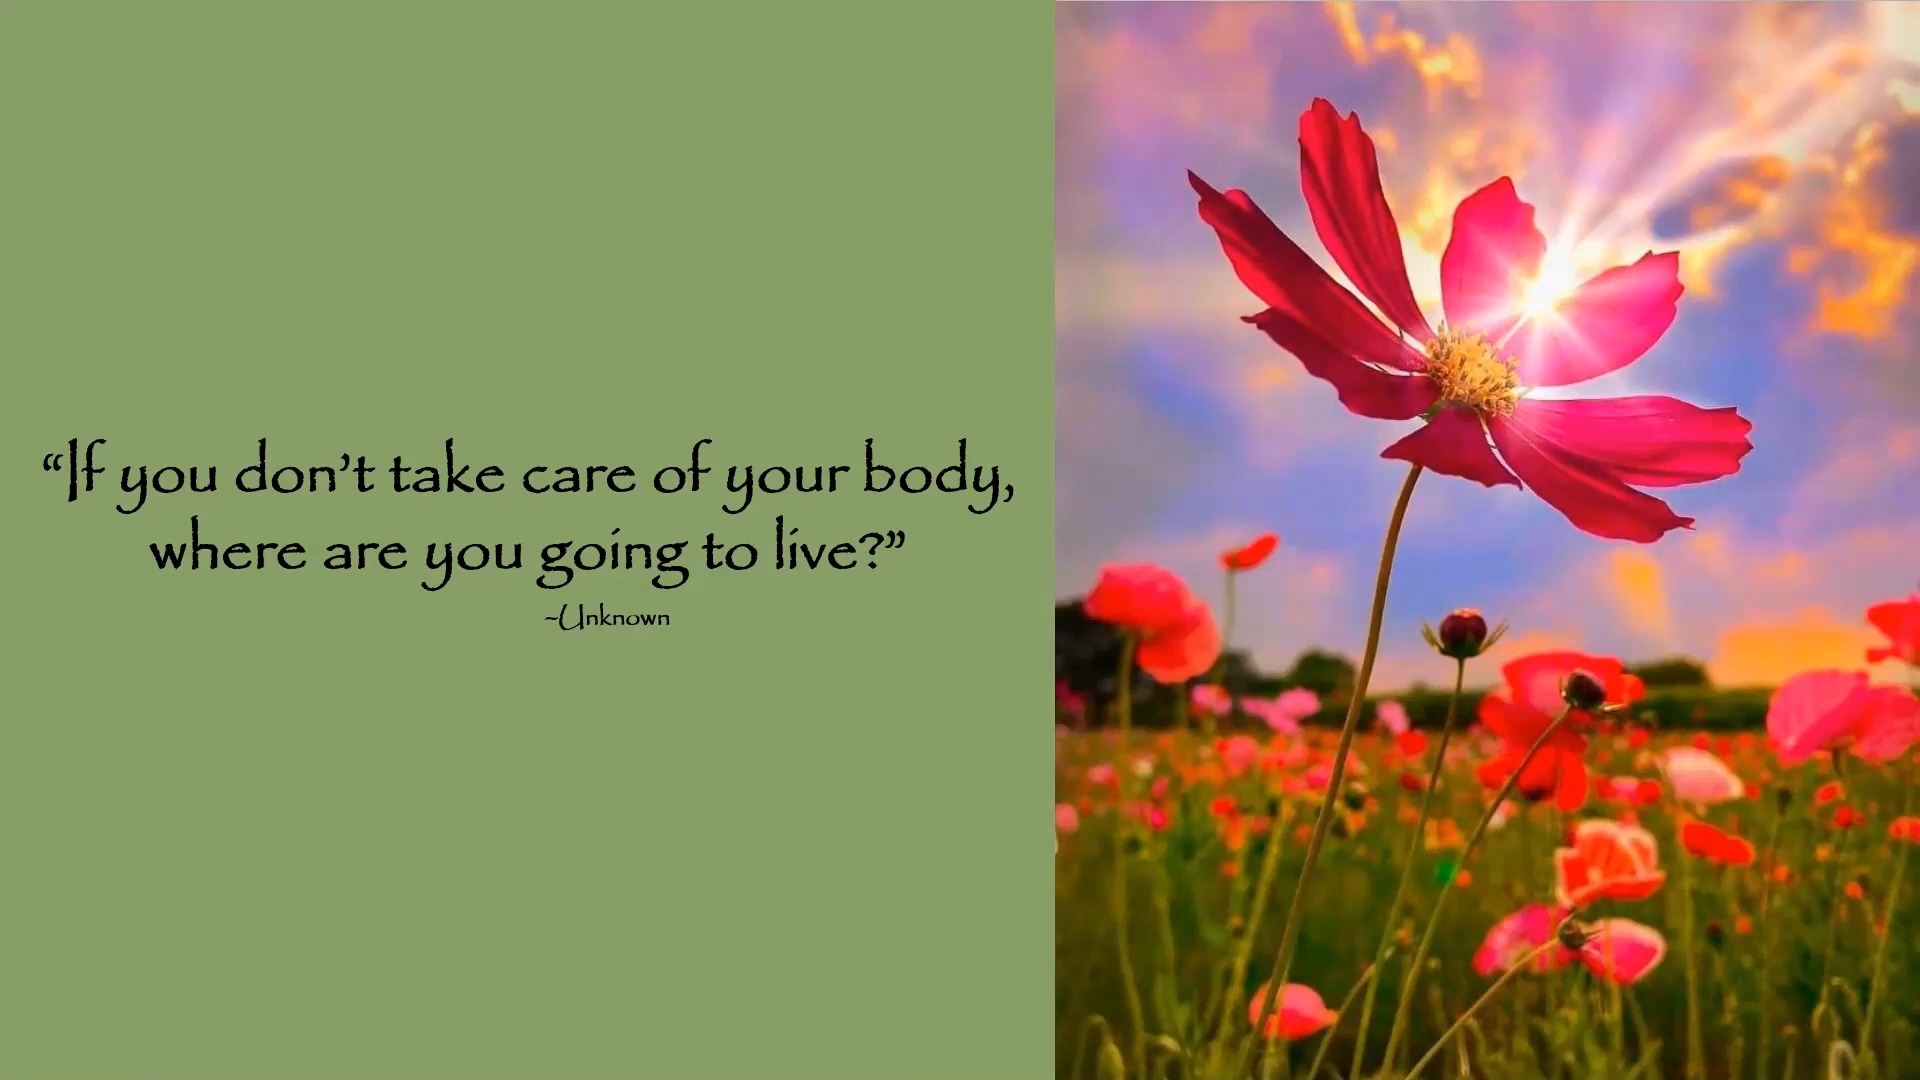 “If you don’t take care of your body,
where are you going to live?”
~Unknown